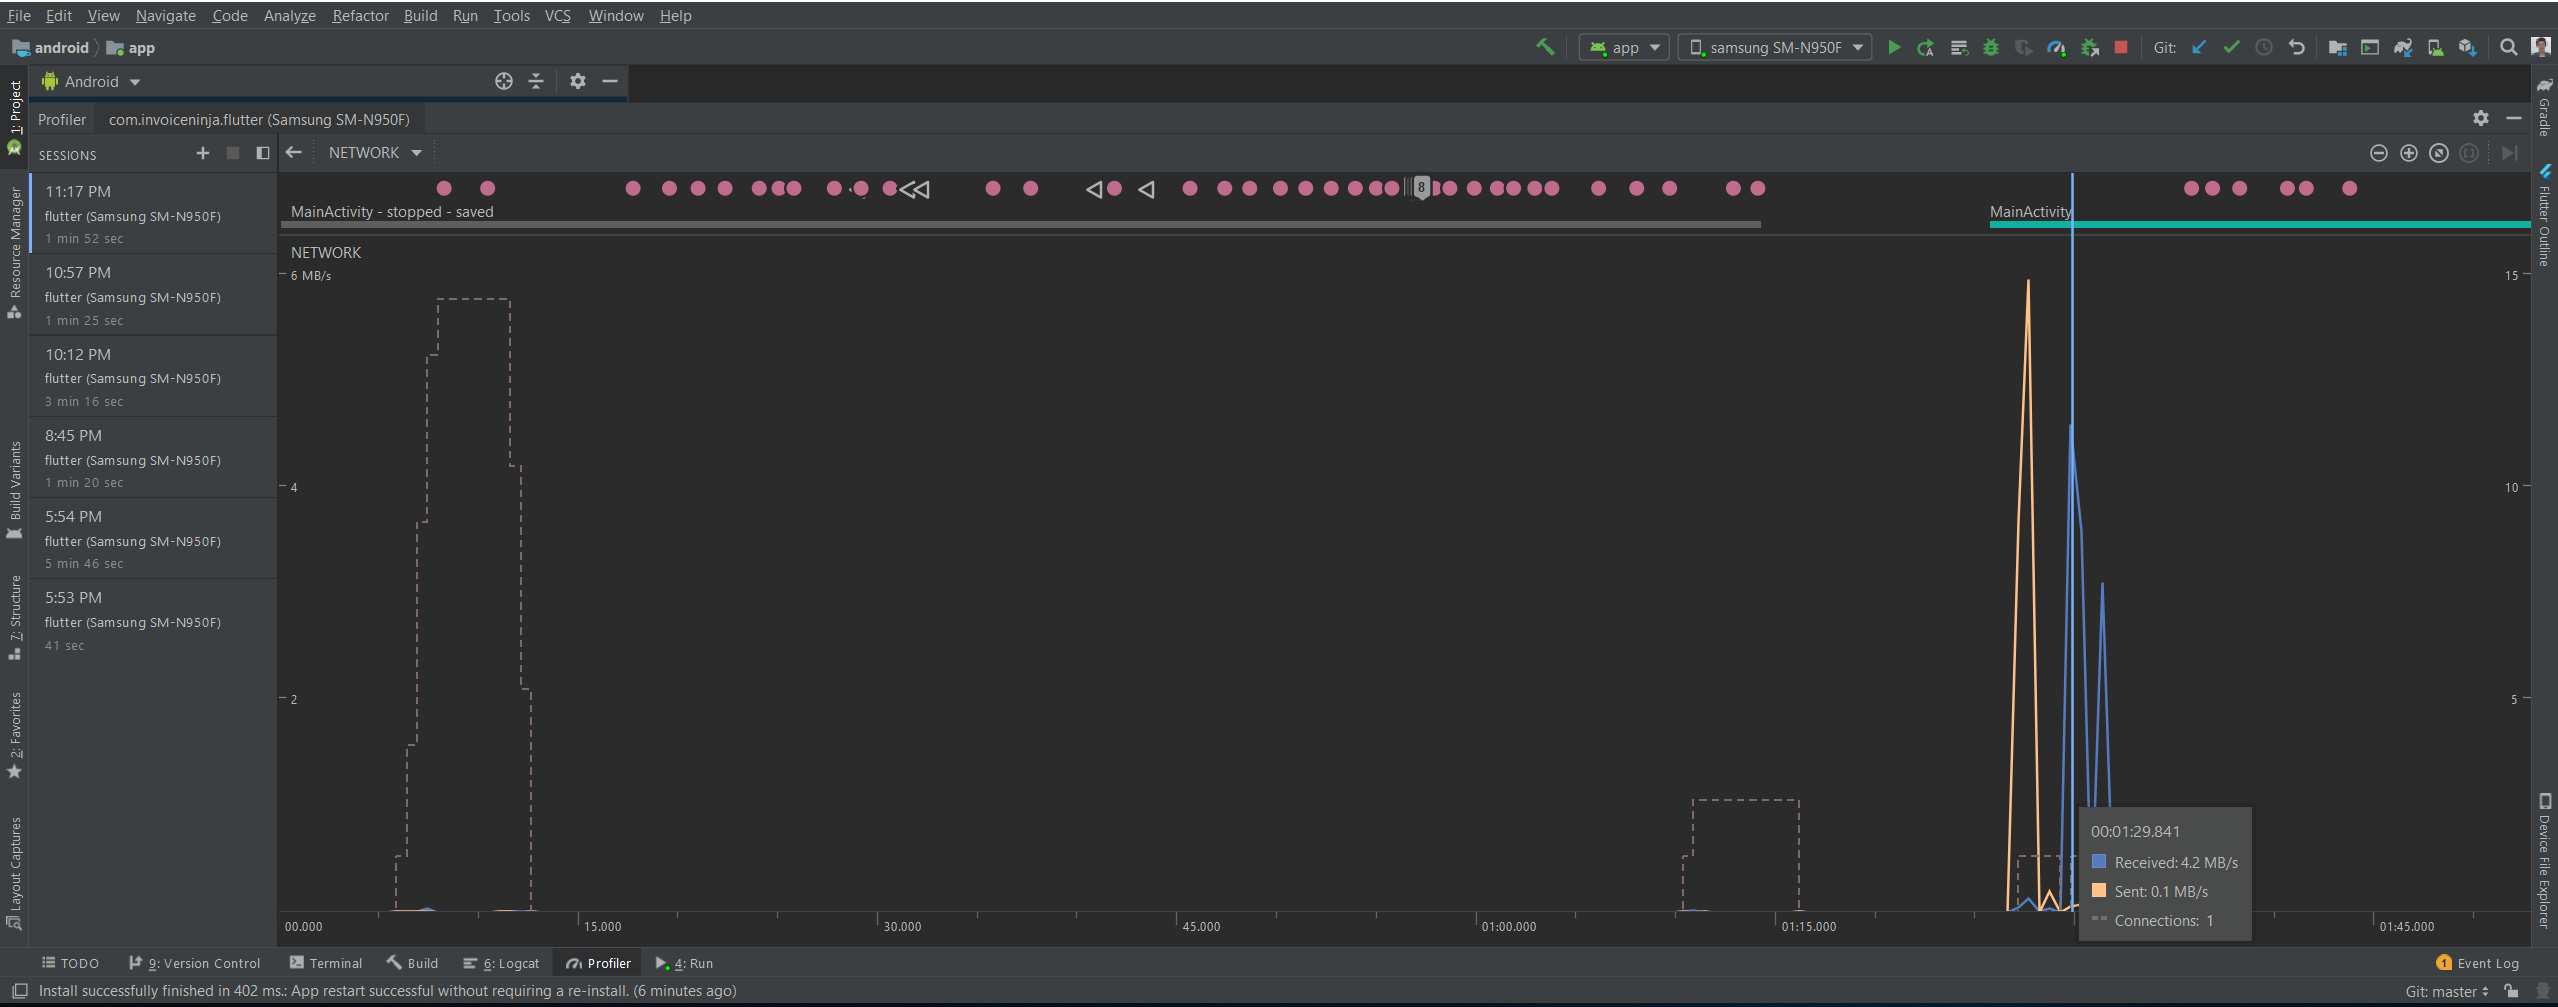 File Edit View Navigate Code Analyze Refactor Build Run Tools VCS Window Help
android app
app samsung SM-N950F Git:
Android
Profiler com.invoiceninja.flutter (Samsung SM-N950F)
SESSIONS
NETWORK
11:17 PM
flutter (Samsung SM-N950F)
1 min 52 sec
10:57 PM
flutter (Samsung SM-N950F)
1 min 25 sec
10:12 PM
flutter (Samsung SM-N950F)
3 min 16 sec
8:45 PM
flutter (Samsung SM-N950F)
1 min 20 sec
5:54 PM
flutter (Samsung SM-N950F)
5 min 46 sec
5:53 PM
flutter (Samsung SM-N950F)
41 sec
8
MainActivity - stopped - saved
MainActivity
NETWORK
6 MB/s
4
2
15
10
5
00:01:29.841
Received: 4.2 MB/s
Sent: 0.1 MB/s
Connections: 1
00.000 15.000 30.000 45.000 01:00.000 01:15.000 01:45.000
1: Project
Resource Manager
Build Variants
7: Structure
2: Favorites
Layout Captures
Gradle
Flutter Outline
Device File Explorer
TODO 9: Version Control Terminal Build 6: Logcat Profiler 4: Run
1 Event Log
Install successfully finished in 402 ms.: App restart successful without requiring a re-install. (6 minutes ago)
Git: master